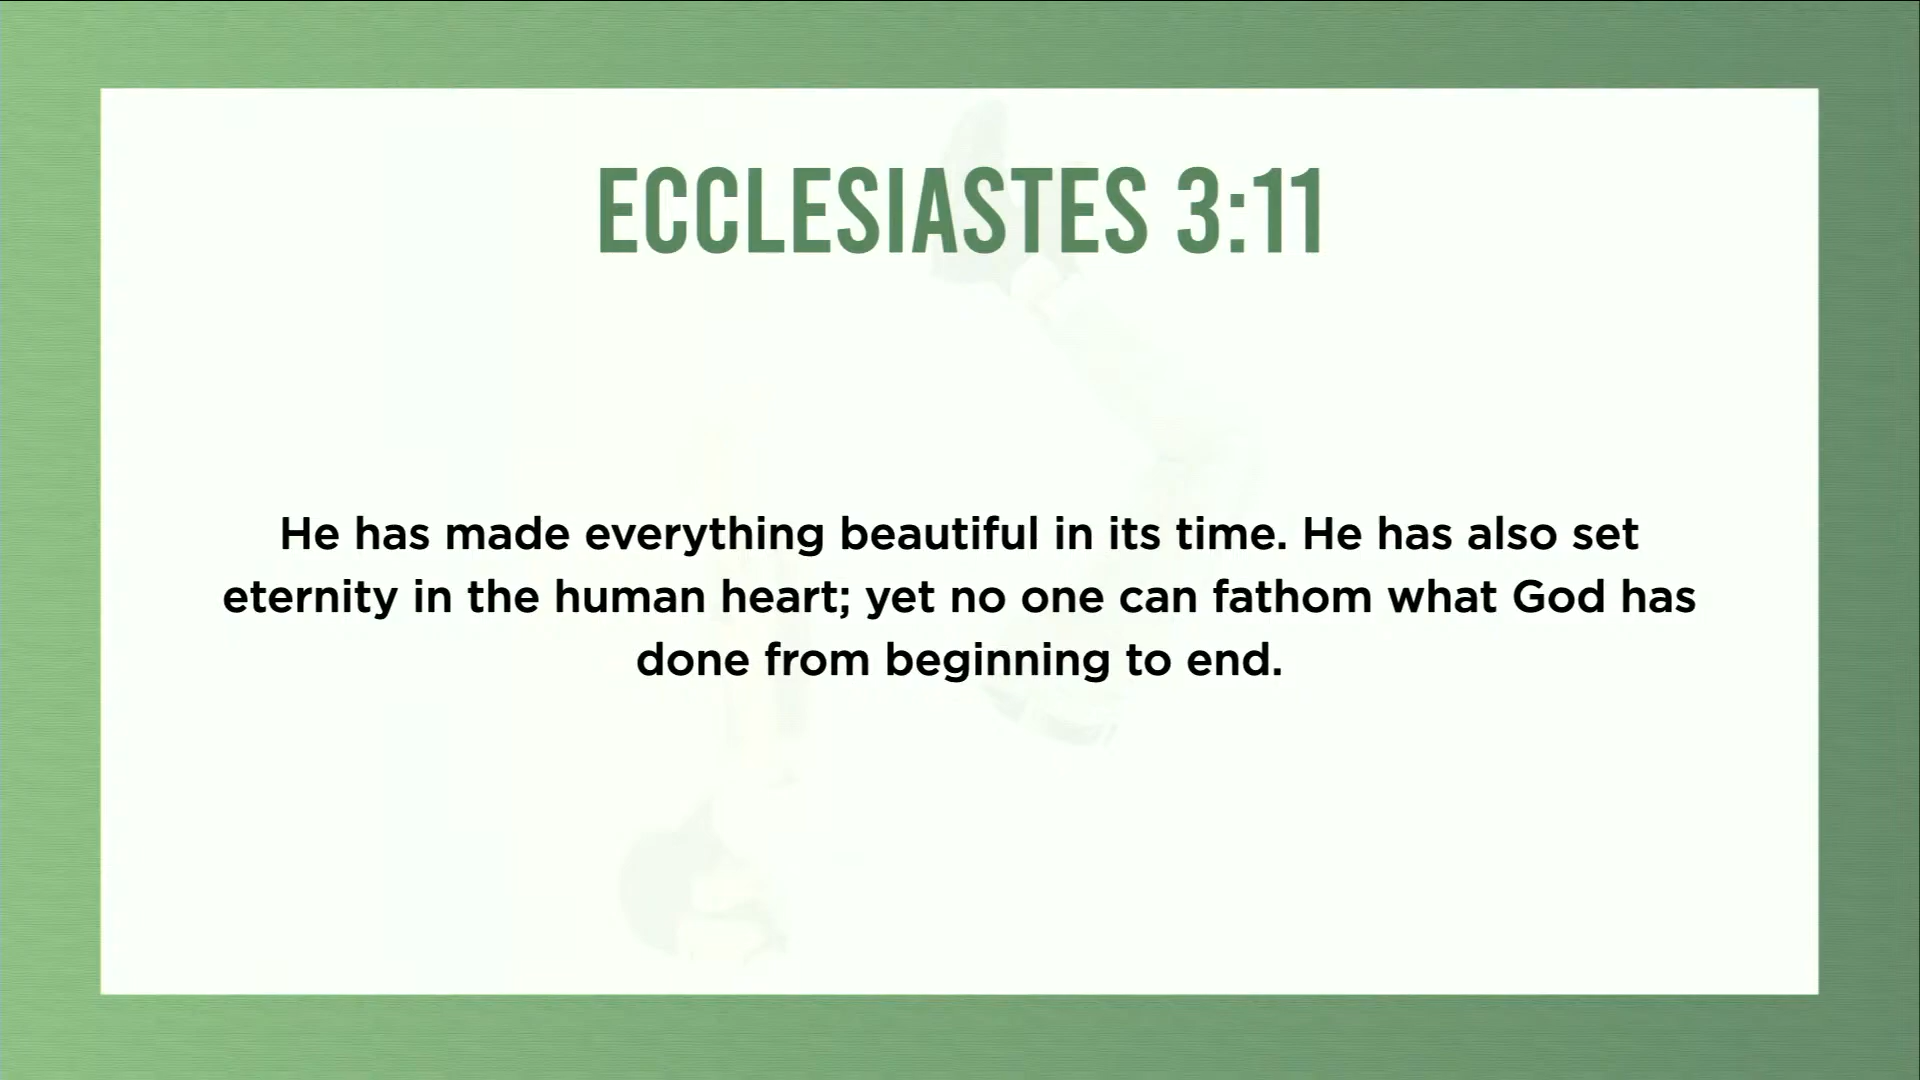 ECCLESIASTES 3:11
He has made everything beautiful in its time. He has also set
eternity in the human heart; yet no one can fathom what God has
done from beginning to end.